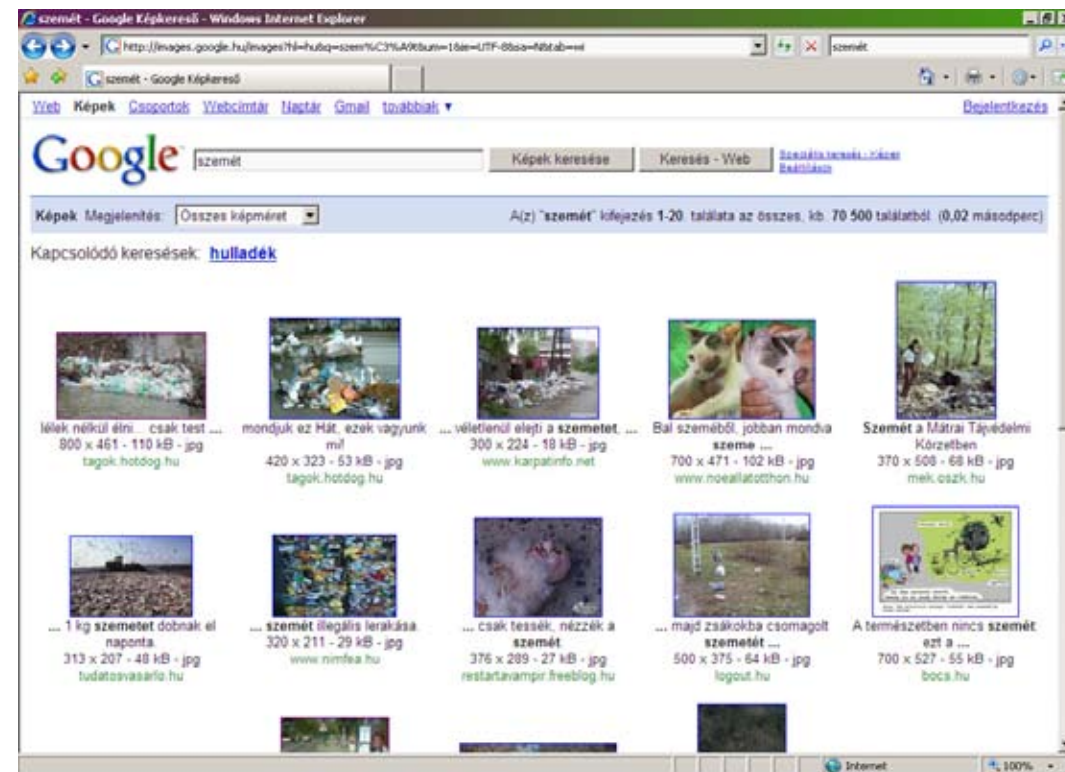 szemét - Google Képkereső - Windows Internet Explorer
szemét
szemét - Google Képkereső
Web Képek Csoportok Webcímtár Naptár Gmail továbbiak ▼ Bejelentkezés
Google szemét Képek keresése Keresés - Web
Beállítások
Képek Megjelenítés: Összes képméret A(z) "szemét" kifejezés 1-20. találata az összes, kb. 70 500 találatból. (0,02 másodperc)
Kapcsolódó keresések: hulladék
lélek nélkül élni... csak test ...
800 x 461 - 110 kB - jpg
tagok.hotdog.hu
mondjuk ez Hát, ezek vagyunk
mi!
420 x 323 - 53 kB - jpg
tagok.hotdog.hu
... véletlenül elejti a szemetet, ...
300 x 224 - 18 kB - jpg
www.karpatinfo.net
Bal szeméből, jobban mondva
szeme ...
700 x 471 - 102 kB - jpg
www.noeallatotthon.hu
Szemét a Mátrai Tájvédelmi
Körzetben
370 x 508 - 68 kB - jpg
mek.oszk.hu
... 1 kg szemetet dobnak el
naponta.
313 x 207 - 48 kB - jpg
tudatosvasarlo.hu
... szemét illegális lerakása.
320 x 211 - 29 kB - jpg
www.nimfea.hu
... csak tessék, nézzék a
szemét.
376 x 289 - 27 kB - jpg
restartavampir.freeblog.hu
... majd zsákokba csomagolt
szemetét ...
500 x 375 - 64 kB - jpg
logout.hu
A természetben nincs szemét
ezt a ...
700 x 527 - 55 kB - jpg
bocs.hu
Internet 100%